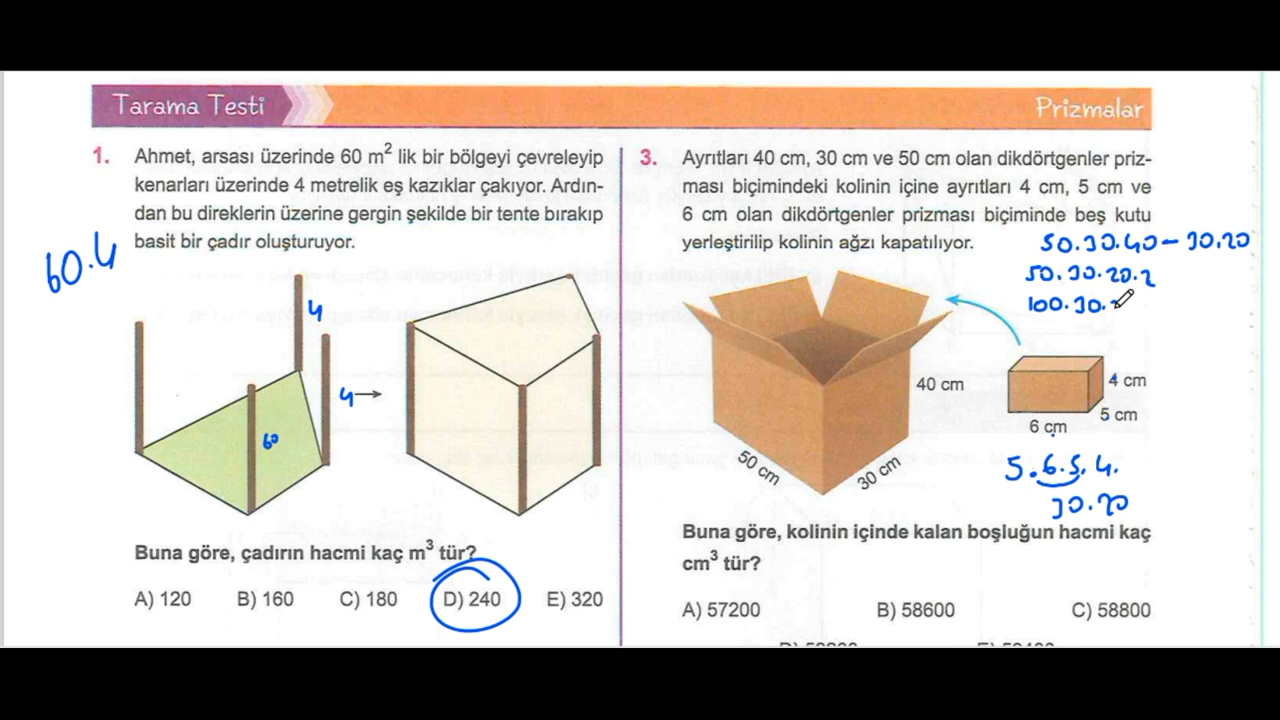 Tarama Testi
Prizmalar
1. Ahmet, arsası üzerinde 60 m² lik bir bölgeyi çevreleyip
kenarları üzerinde 4 metrelik eş kazıklar çakıyor. Ardın-
dan bu direklerin üzerine gergin şekilde bir tente bırakıp
basit bir çadır oluşturuyor.
60.4
4
4
60
Buna göre, çadırın hacmi kaç m³ tür?
A) 120 B) 160 C) 180 D) 240 E) 320
3. Ayrıtları 40 cm, 30 cm ve 50 cm olan dikdörtgenler priz-
ması biçimindeki kolinin içine ayrıtları 4 cm, 5 cm ve
6 cm olan dikdörtgenler prizması biçiminde beş kutu
yerleştirilip kolinin ağzı kapatılıyor.
50.30.40 - 30.20
50.30.20.2
100.30.2
40 cm
50 cm
30 cm
4 cm
5 cm
6 cm
5.6.5.4.
30.20
Buna göre, kolinin içinde kalan boşluğun hacmi kaç
cm³ tür?
A) 57200 B) 58600 C) 58800